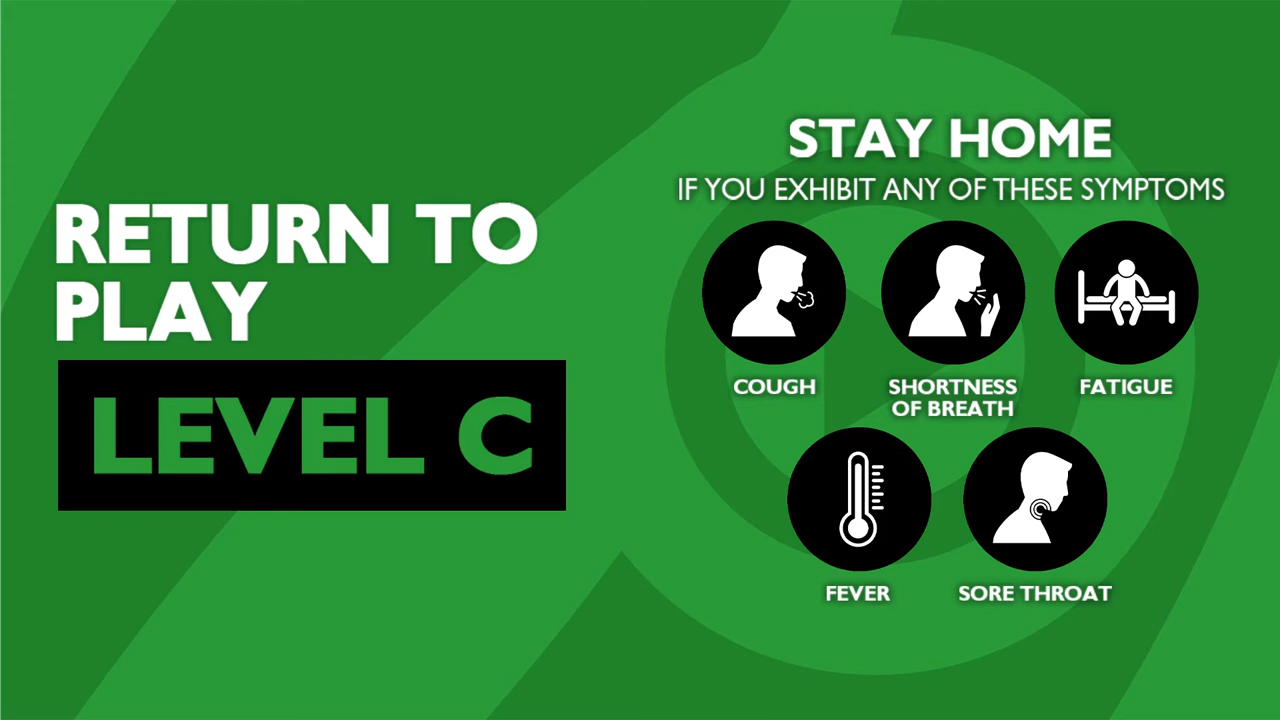 RETURN TO
PLAY
LEVEL C
STAY HOME
IF YOU EXHIBIT ANY OF THESE SYMPTOMS
COUGH
SHORTNESS
OF BREATH
FATIGUE
FEVER
SORE THROAT